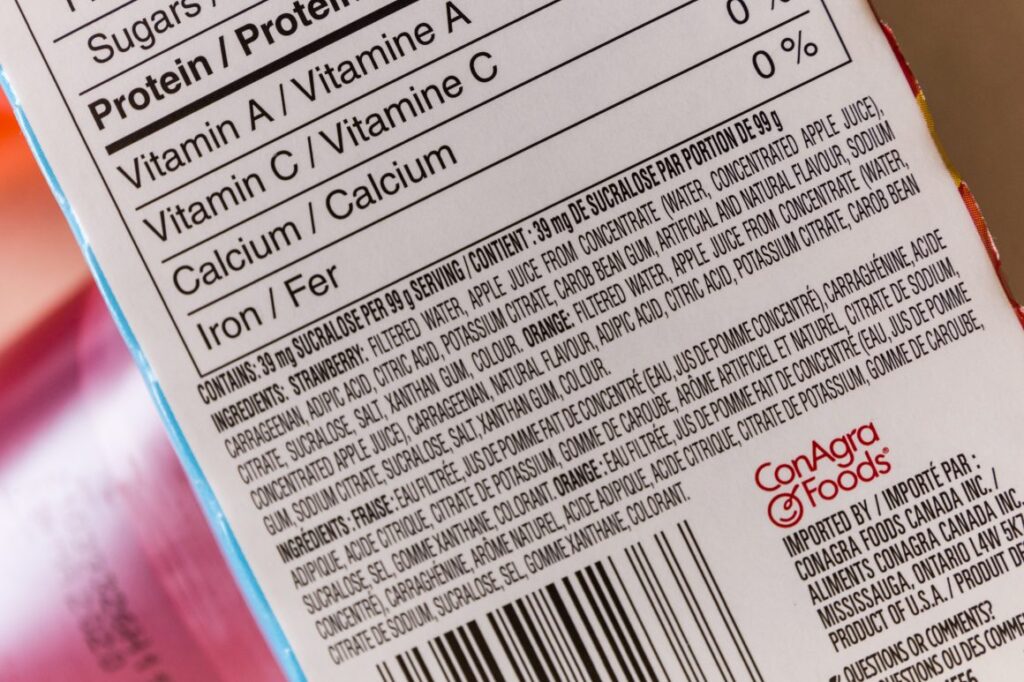 Sugars /
Protein / Protéin
Vitamin A / Vitamine A
Vitamin C / Vitamine C 0 %
Calcium / Calcium 0 %
Iron / Fer
CONTAINS: 39 mg SUCRALOSE PER 99 g SERVING / CONTIENT : 39 mg DE SUCRALOSE PAR PORTION DE 99 g
INGREDIENTS: STRAWBERRY: FILTERED WATER, APPLE JUICE FROM CONCENTRATE (WATER, CONCENTRATED APPLE JUICE),
CARRAGEENAN, ADIPIC ACID, CITRIC ACID, POTASSIUM CITRATE, CAROB BEAN GUM, ARTIFICIAL AND NATURAL FLAVOUR, SODIUM
CITRATE, SUCRALOSE, SALT, XANTHAN GUM, COLOUR. ORANGE: FILTERED WATER, APPLE JUICE FROM CONCENTRATE (WATER,
CONCENTRATED APPLE JUICE), CARRAGEENAN, NATURAL FLAVOUR, ADIPIC ACID, CITRIC ACID, POTASSIUM CITRATE, CAROB BEAN
GUM, SODIUM CITRATE, SUCRALOSE, SALT, XANTHAN GUM, COLOUR.
INGRÉDIENTS : FRAISE : EAU FILTRÉE, JUS DE POMME FAIT DE CONCENTRÉ (EAU, JUS DE POMME CONCENTRÉ), CARRAGHÉNINE, ACIDE
ADIPIQUE, ACIDE CITRIQUE, CITRATE DE POTASSIUM, GOMME DE CAROUBE, ARÔME ARTIFICIEL ET NATUREL, CITRATE DE SODIUM,
SUCRALOSE, SEL, GOMME XANTHANE, COLORANT. ORANGE : EAU FILTRÉE, JUS DE POMME FAIT DE CONCENTRÉ (EAU, JUS DE POMME
CONCENTRÉ), CARRAGHÉNINE, ARÔME NATUREL, ACIDE ADIPIQUE, ACIDE CITRIQUE, CITRATE DE POTASSIUM, GOMME DE CAROUBE,
CITRATE DE SODIUM, SUCRALOSE, SEL, GOMME XANTHANE, COLORANT.
ConAgra
Foods®
IMPORTED BY / IMPORTÉ PAR :
CONAGRA FOODS CANADA INC. /
ALIMENTS CONAGRA CANADA INC.
MISSISSAUGA, ONTARIO L4W 5K7
PRODUCT OF U.S.A. / PRODUIT DE
QUESTIONS OR COMMENTS?
QUESTIONS OU DES COMME